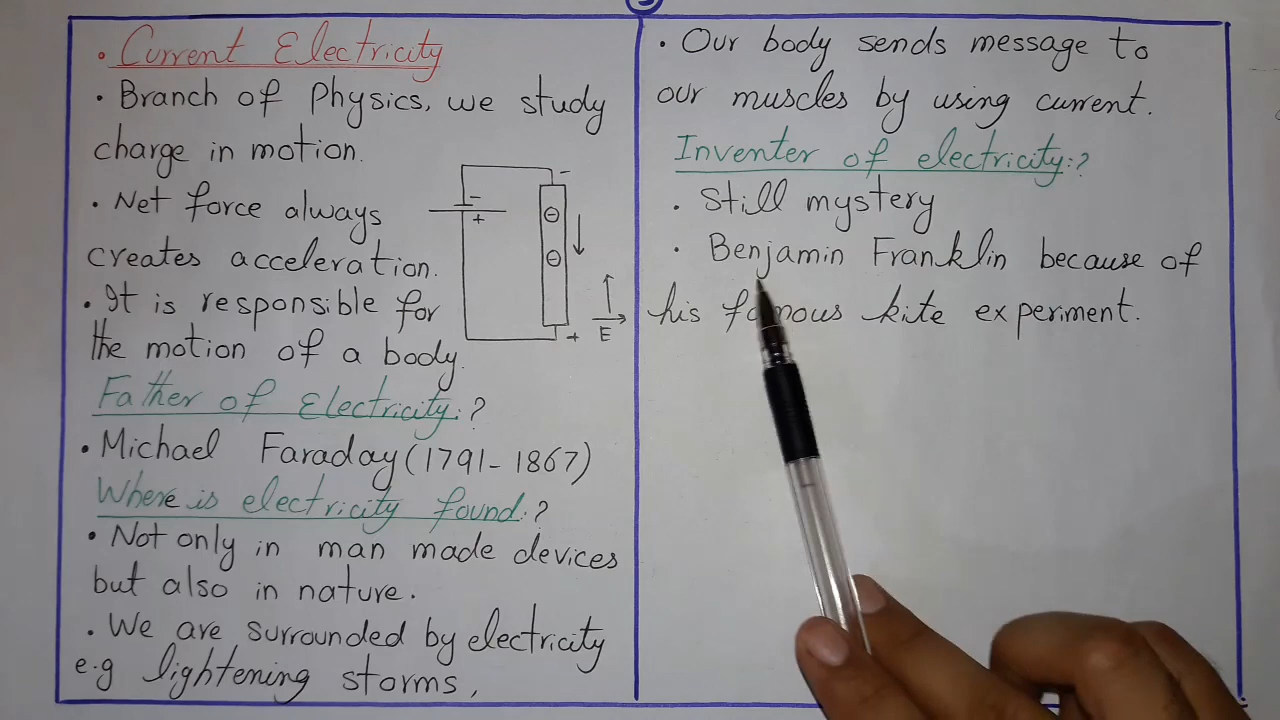 • Current Electricity
• Branch of Physics, we study
charge in motion.
• Net force always
creates acceleration.
• It is responsible for
the motion of a body.
Father of Electricity:?
• Michael Faraday (1791-1867)
Where is electricity found:?
• Not only in man made devices
but also in nature.
• We are surrounded by electricity
e.g lightening storms,
-
+
-
⊖
⊖
+
E
• Our body sends message to
our muscles by using current.
Inventer of electricity:?
• Still mystery
• Benjamin Franklin because of
his famous kite experiment.